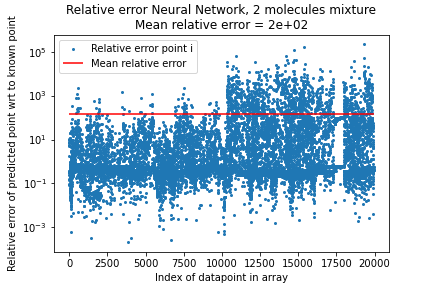 Relative error Neural Network, 2 molecules mixture
Mean relative error = 2e+02
Relative error of predicted point wrt to known point
10^5
10^3
10^1
10^−1
10^−3
Relative error point i
Mean relative error
0 2500 5000 7500 10000 12500 15000 17500 20000
Index of datapoint in array